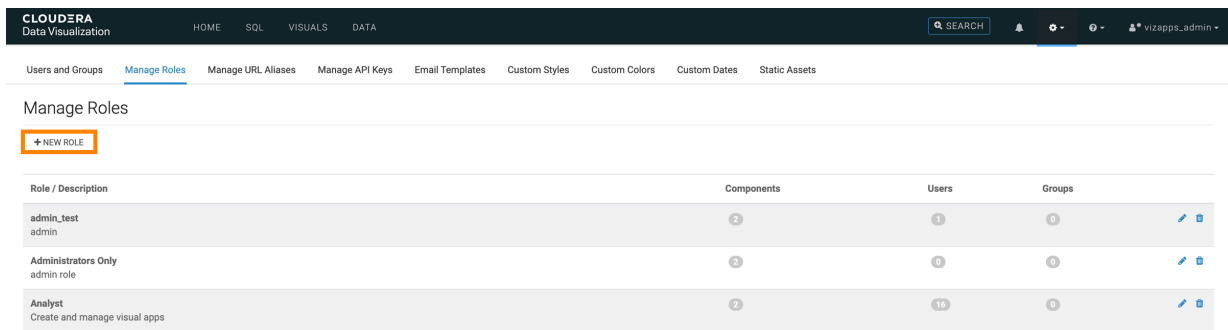 CLOUDERA
Data Visualization
HOME SQL VISUALS DATA SEARCH vizapps_admin
Users and Groups Manage Roles Manage URL Aliases Manage API Keys Email Templates Custom Styles Custom Colors Custom Dates Static Assets
Manage Roles
+ NEW ROLE
Role / Description Components Users Groups
admin_test 2 1 0
admin
Administrators Only 2 0 0
admin role
Analyst 2 16 0
Create and manage visual apps